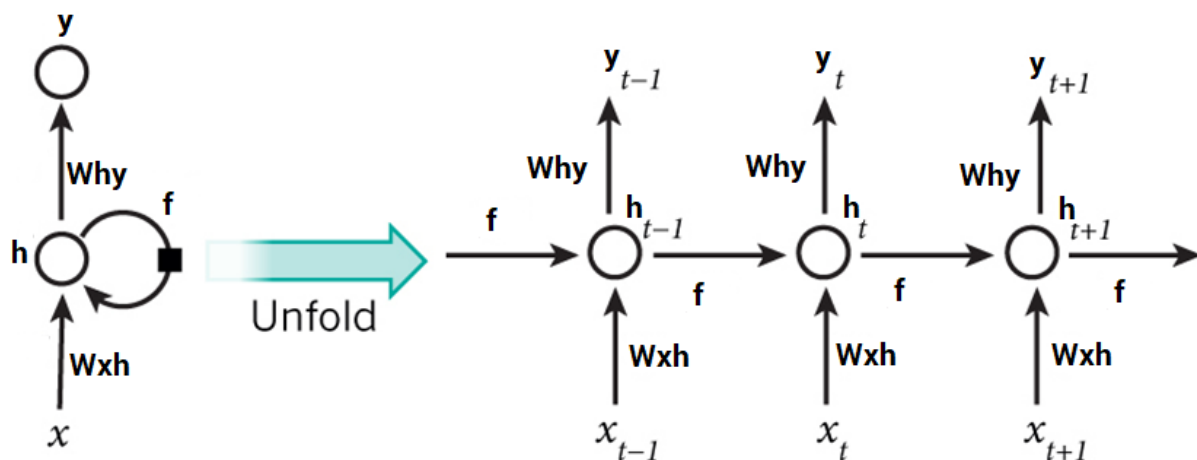 y
Why
f
h
Wxh
x
Unfold
y t−1
y t
y t+1
Why
Why
Why
f
h t−1
h t
h t+1
f
f
f
Wxh
Wxh
Wxh
x t−1
x t
x t+1